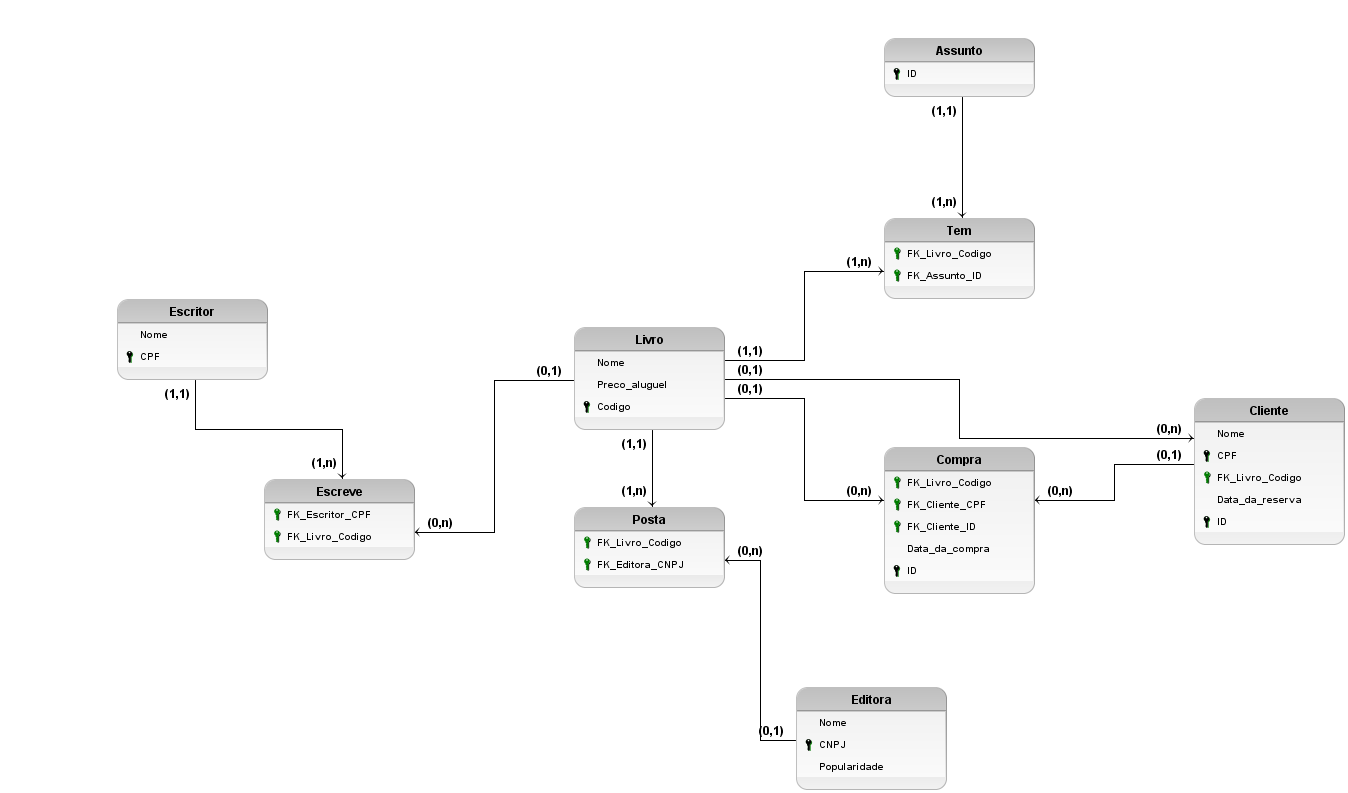 Assunto
ID
(1,1)
(1,n)
Tem
FK_Livro_Codigo
FK_Assunto_ID
(1,n)
Escritor
Nome
CPF
(1,1)
(1,n)
Escreve
FK_Escritor_CPF
FK_Livro_Codigo
(0,n)
(0,1)
Livro
Nome
Preco_aluguel
Codigo
(1,1)
(0,1)
(0,1)
(1,1)
(1,n)
Posta
FK_Livro_Codigo
FK_Editora_CNPJ
(0,n)
(0,n)
Compra
FK_Livro_Codigo
FK_Cliente_CPF
FK_Cliente_ID
Data_da_compra
ID
(0,n)
(0,n)
(0,1)
Cliente
Nome
CPF
FK_Livro_Codigo
Data_da_reserva
ID
(0,1)
Editora
Nome
CNPJ
Popularidade